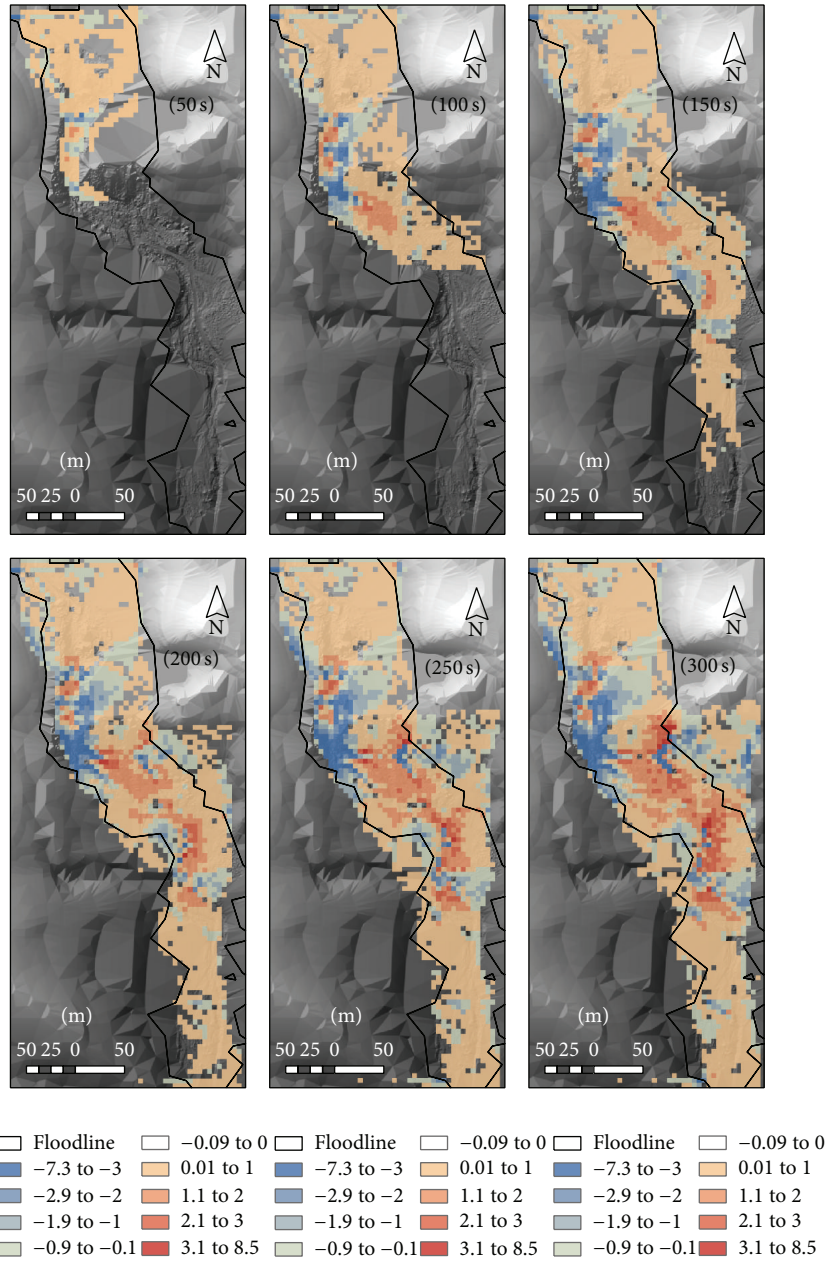 N
N
N
(50 s)
(100 s)
(150 s)
(m)
(m)
(m)
50 25 0 50
50 25 0 50
50 25 0 50
N
N
N
(200 s)
(250 s)
(300 s)
(m)
(m)
(m)
50 25 0 50
50 25 0 50
50 25 0 50
Floodline −0.09 to 0 Floodline −0.09 to 0 Floodline −0.09 to 0
−7.3 to −3 0.01 to 1 −7.3 to −3 0.01 to 1 −7.3 to −3 0.01 to 1
−2.9 to −2 1.1 to 2 −2.9 to −2 1.1 to 2 −2.9 to −2 1.1 to 2
−1.9 to −1 2.1 to 3 −1.9 to −1 2.1 to 3 −1.9 to −1 2.1 to 3
−0.9 to −0.1 3.1 to 8.5 −0.9 to −0.1 3.1 to 8.5 −0.9 to −0.1 3.1 to 8.5